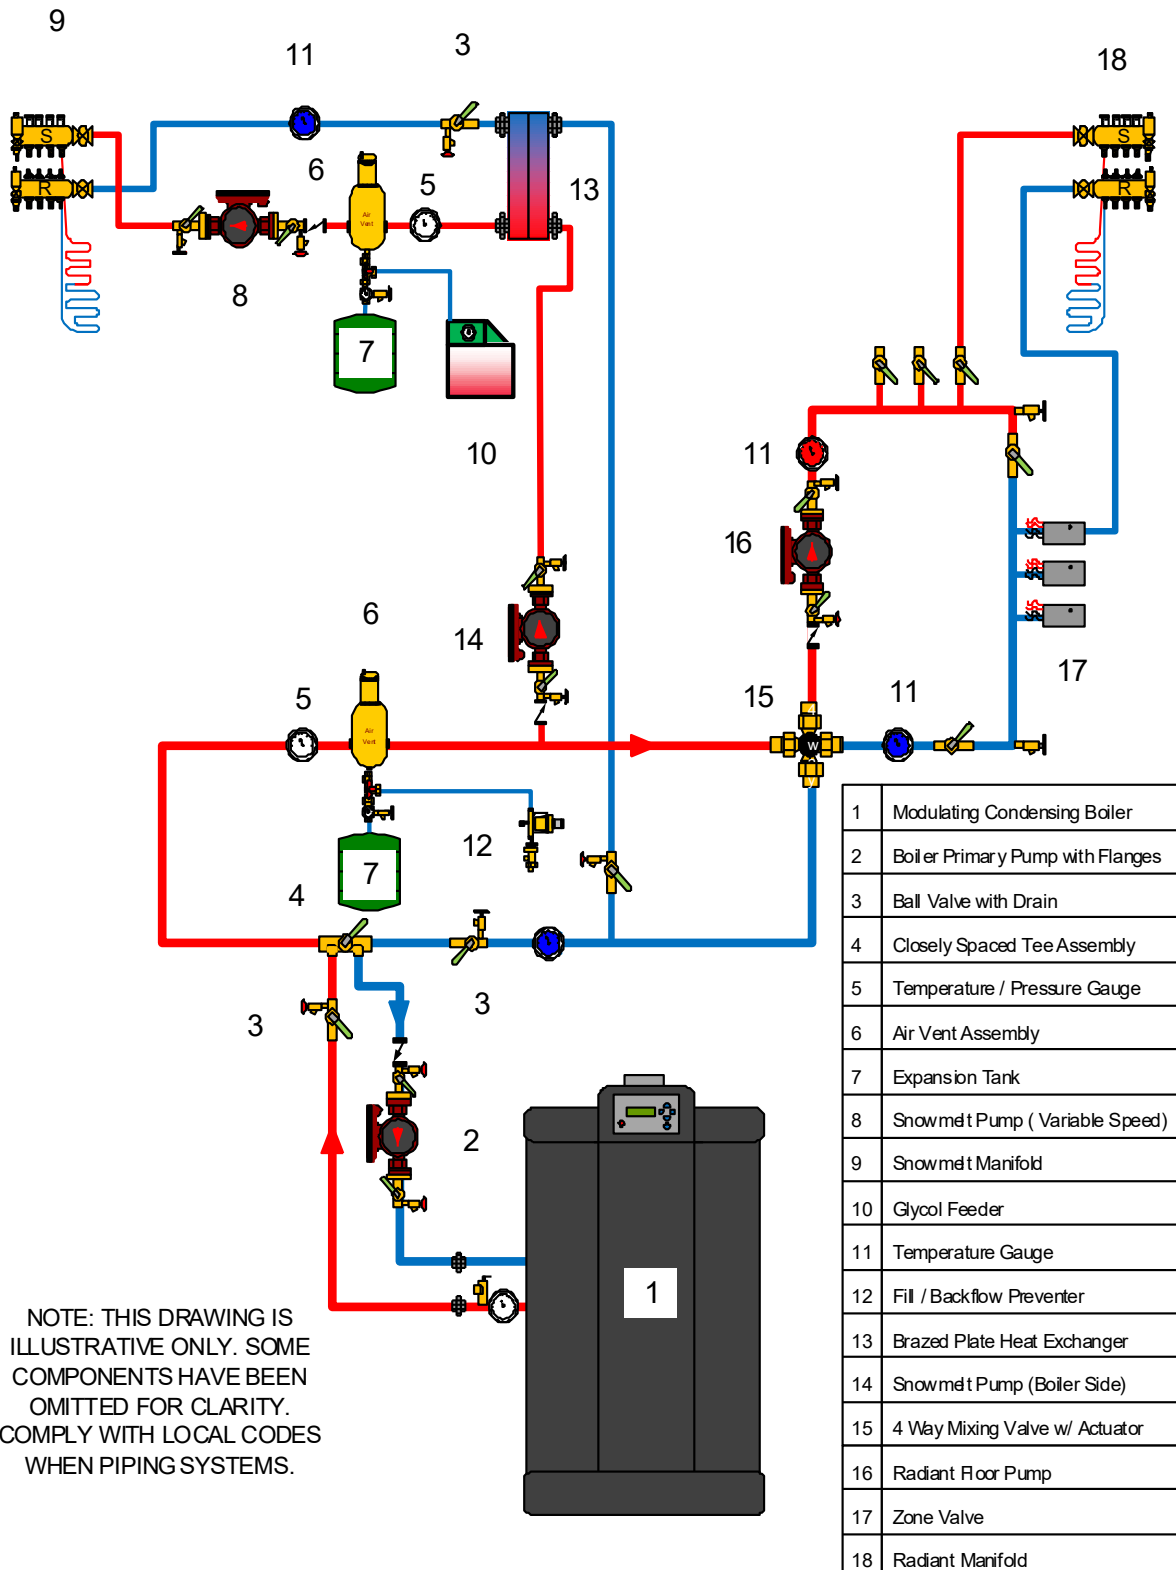 9
11
3
18
S
R
6
5
13
Air
Vent
S
R
8
7
10
11
16
14
6
15
11
17
5
Air
Vent
W
12
7
4
3
3
2
1
1 Modulating Condensing Boiler
2 Boiler Primary Pump with Flanges
3 Ball Valve with Drain
4 Closely Spaced Tee Assembly
5 Temperature / Pressure Gauge
6 Air Vent Assembly
7 Expansion Tank
8 Snowmelt Pump ( Variable Speed)
9 Snowmelt Manifold
10 Glycol Feeder
11 Temperature Gauge
12 Fill / Backflow Preventer
13 Brazed Plate Heat Exchanger
14 Snowmelt Pump (Boiler Side)
15 4 Way Mixing Valve w/ Actuator
16 Radiant Floor Pump
17 Zone Valve
18 Radiant Manifold
NOTE: THIS DRAWING IS
ILLUSTRATIVE ONLY. SOME
COMPONENTS HAVE BEEN
OMITTED FOR CLARITY.
COMPLY WITH LOCAL CODES
WHEN PIPING SYSTEMS.